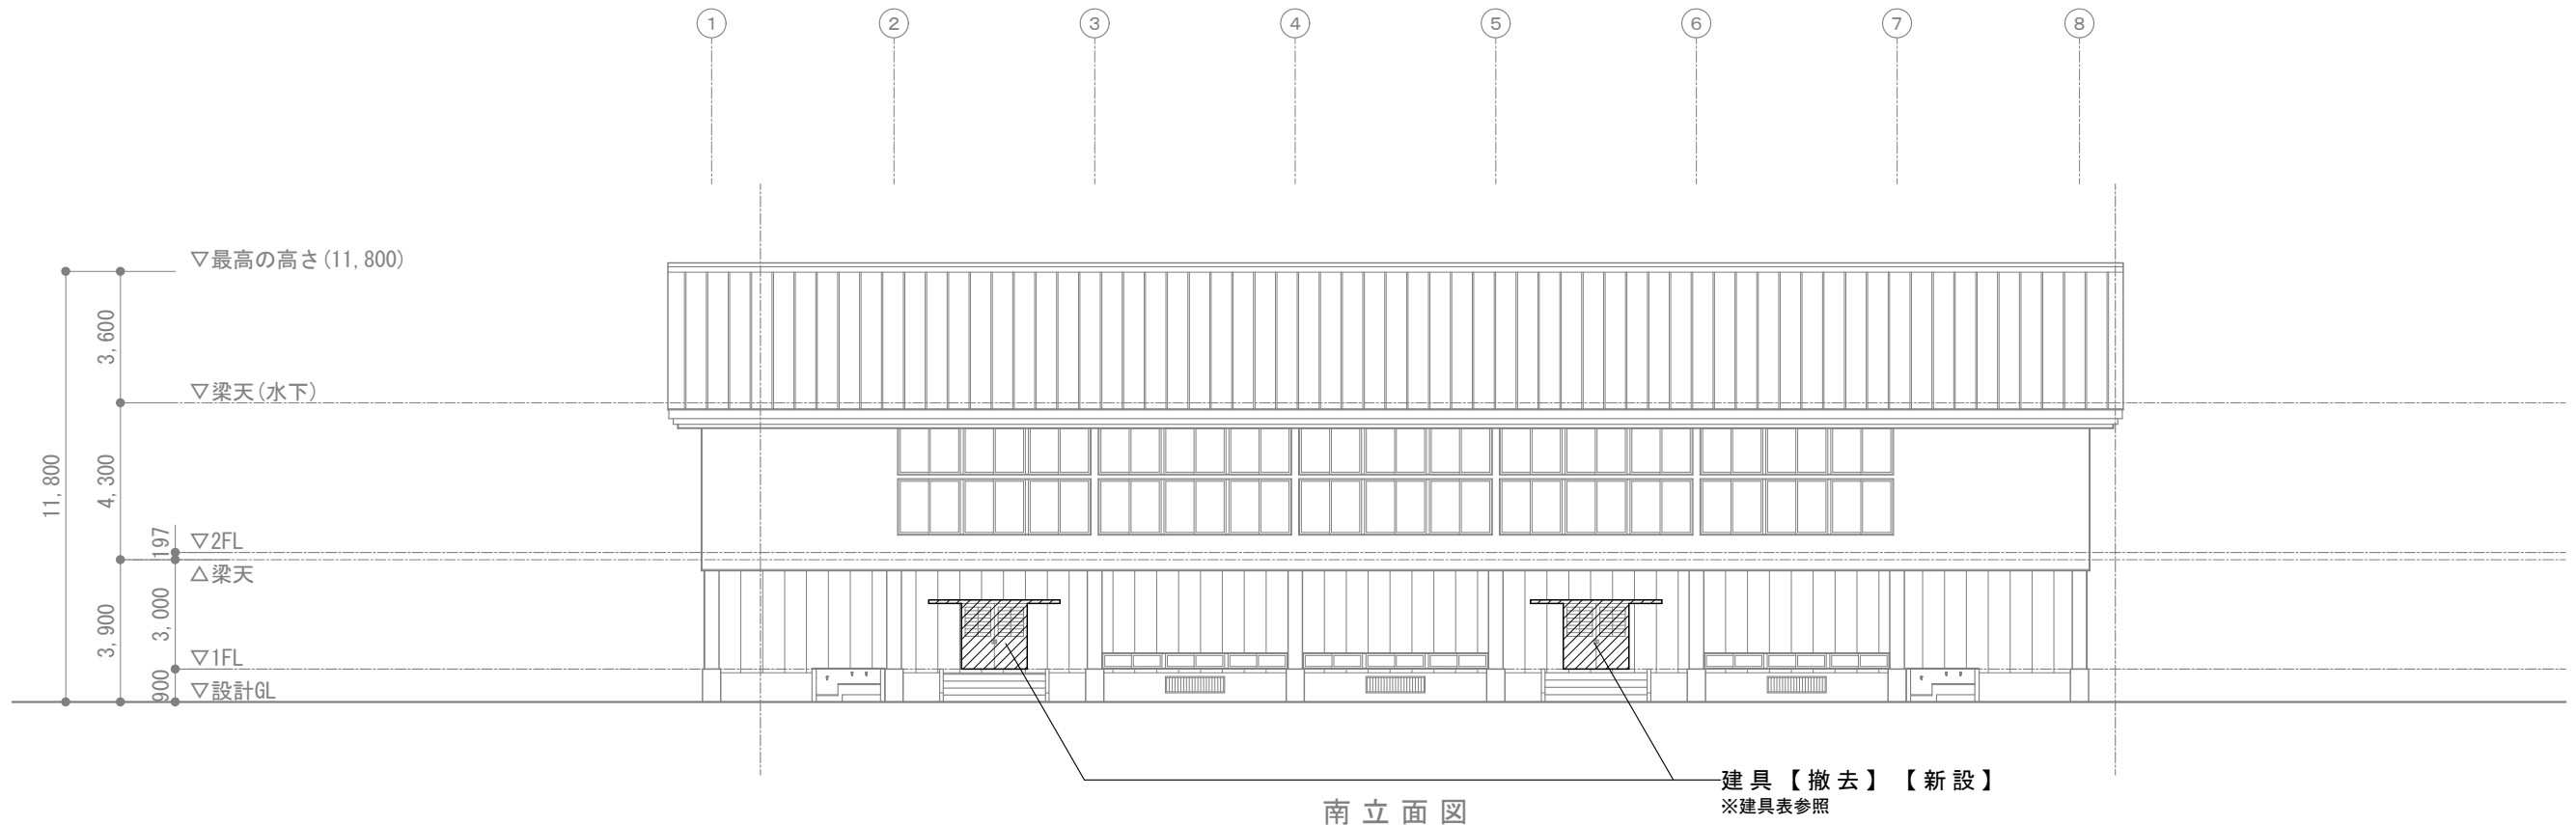 1 2 3 4 5 6 7 8
▽最高の高さ(11,800)
3,600
▽梁天(水下)
11,800
4,300
197
▽2FL
△梁天
3,900
3,000
▽1FL
900
▽設計GL
建具【撤去】【新設】
※建具表参照
南立面図